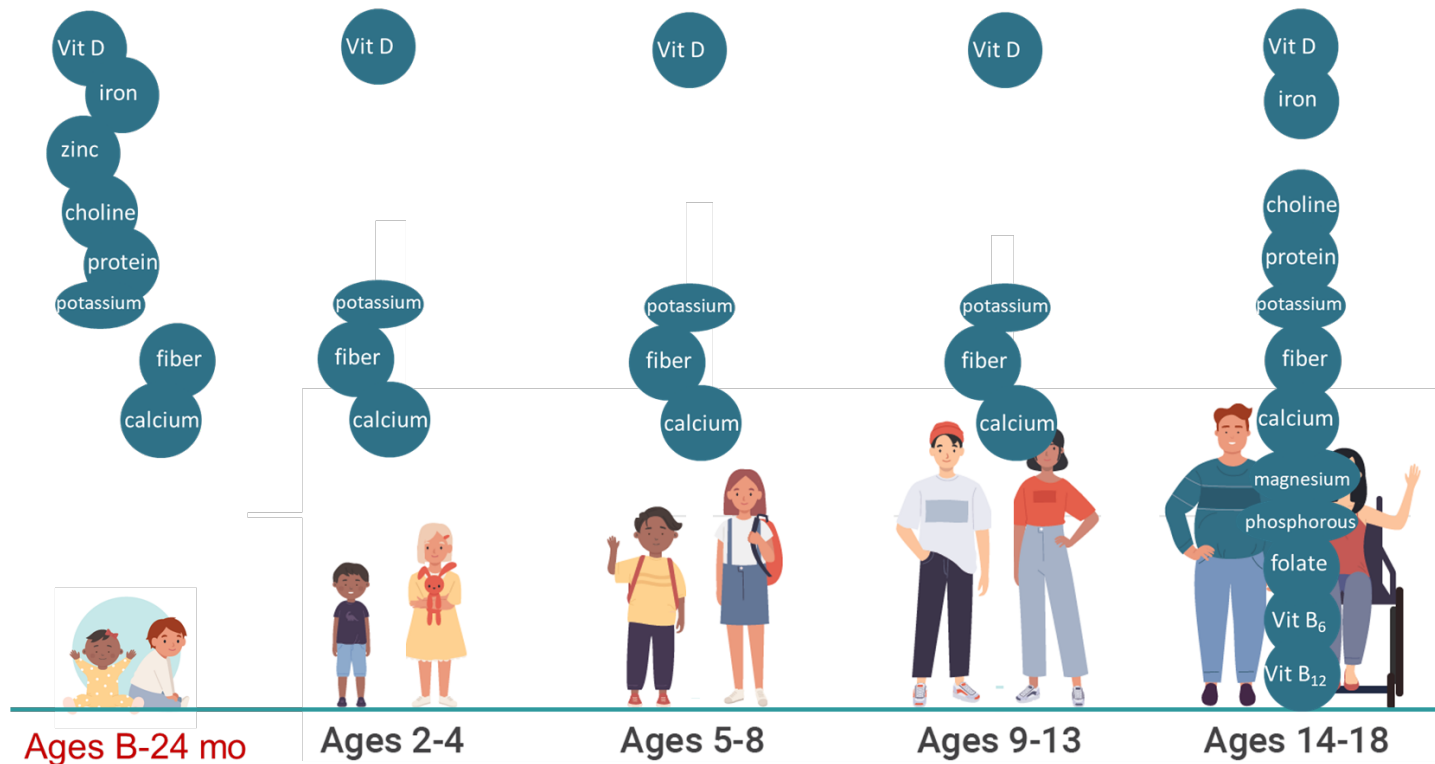 Vit D
iron
zinc
choline
protein
potassium
fiber
calcium
Ages B-24 mo
Vit D
potassium
fiber
calcium
Ages 2-4
Vit D
potassium
fiber
calcium
Ages 5-8
Vit D
potassium
fiber
calcium
Ages 9-13
Vit D
iron
choline
protein
potassium
fiber
calcium
magnesium
phosphorous
folate
Vit B₆
Vit B₁₂
Ages 14-18